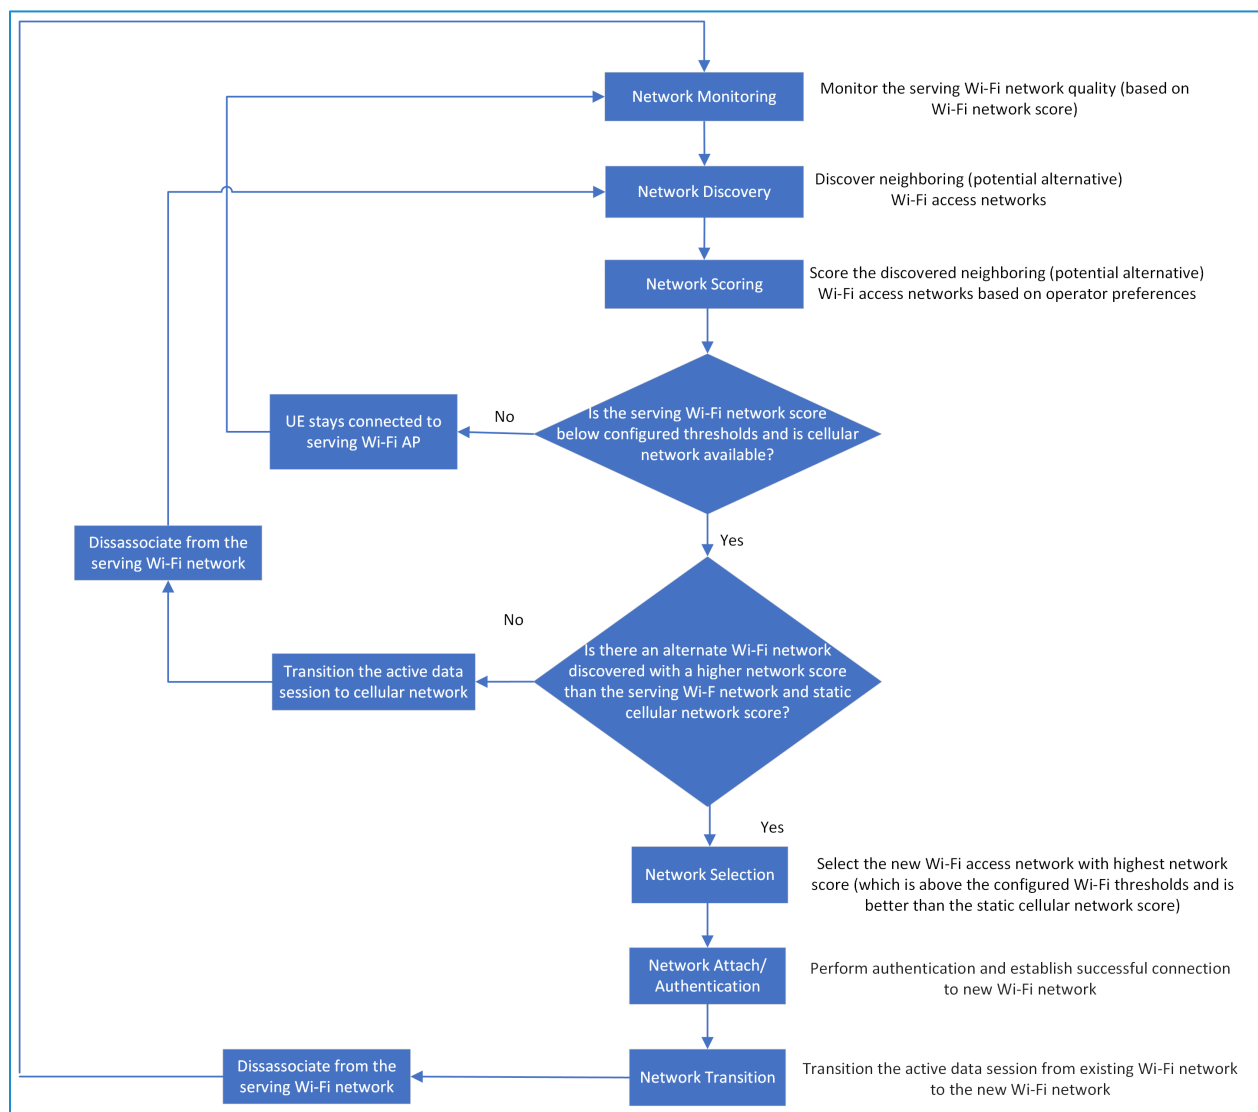 Network Monitoring
Monitor the serving Wi-Fi network quality (based on
Wi-Fi network score)
Network Discovery
Discover neighboring (potential alternative)
Wi-Fi access networks
Network Scoring
Score the discovered neighboring (potential alternative)
Wi-Fi access networks based on operator preferences
Is the serving Wi-Fi network score
below configured thresholds and is cellular
network available?
No
UE stays connected to
serving Wi-Fi AP
Yes
Dissassociate from the
serving Wi-Fi network
No
Is there an alternate Wi-Fi network
discovered with a higher network score
than the serving Wi-F network and static
cellular network score?
Transition the active data
session to cellular network
Yes
Network Selection
Select the new Wi-Fi access network with highest network
score (which is above the configured Wi-Fi thresholds and is
better than the static cellular network score)
Network Attach/
Authentication
Perform authentication and establish successful connection
to new Wi-Fi network
Network Transition
Transition the active data session from existing Wi-Fi network
to the new Wi-Fi network
Dissassociate from the
serving Wi-Fi network